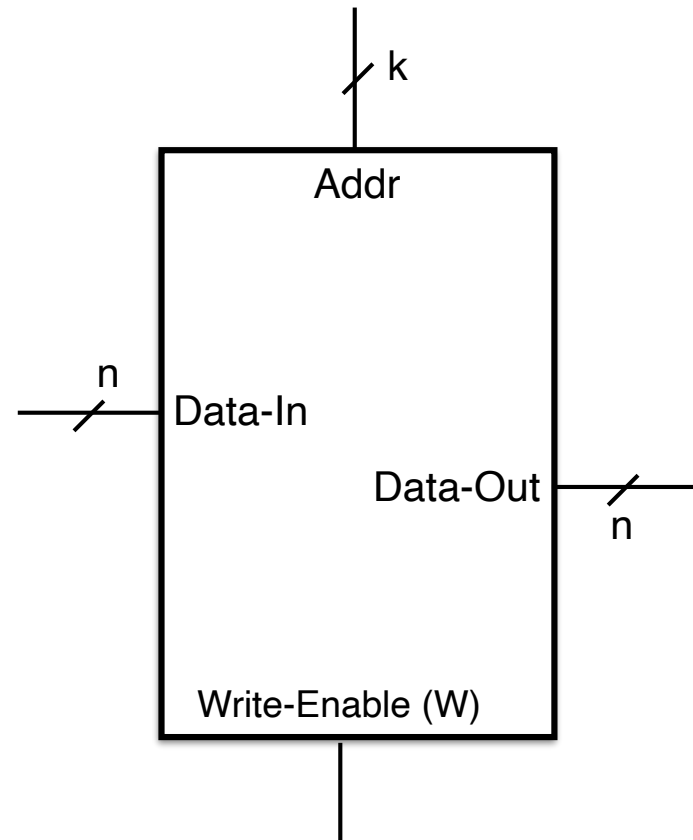 k
Addr
n
Data-In
Data-Out
n
Write-Enable (W)